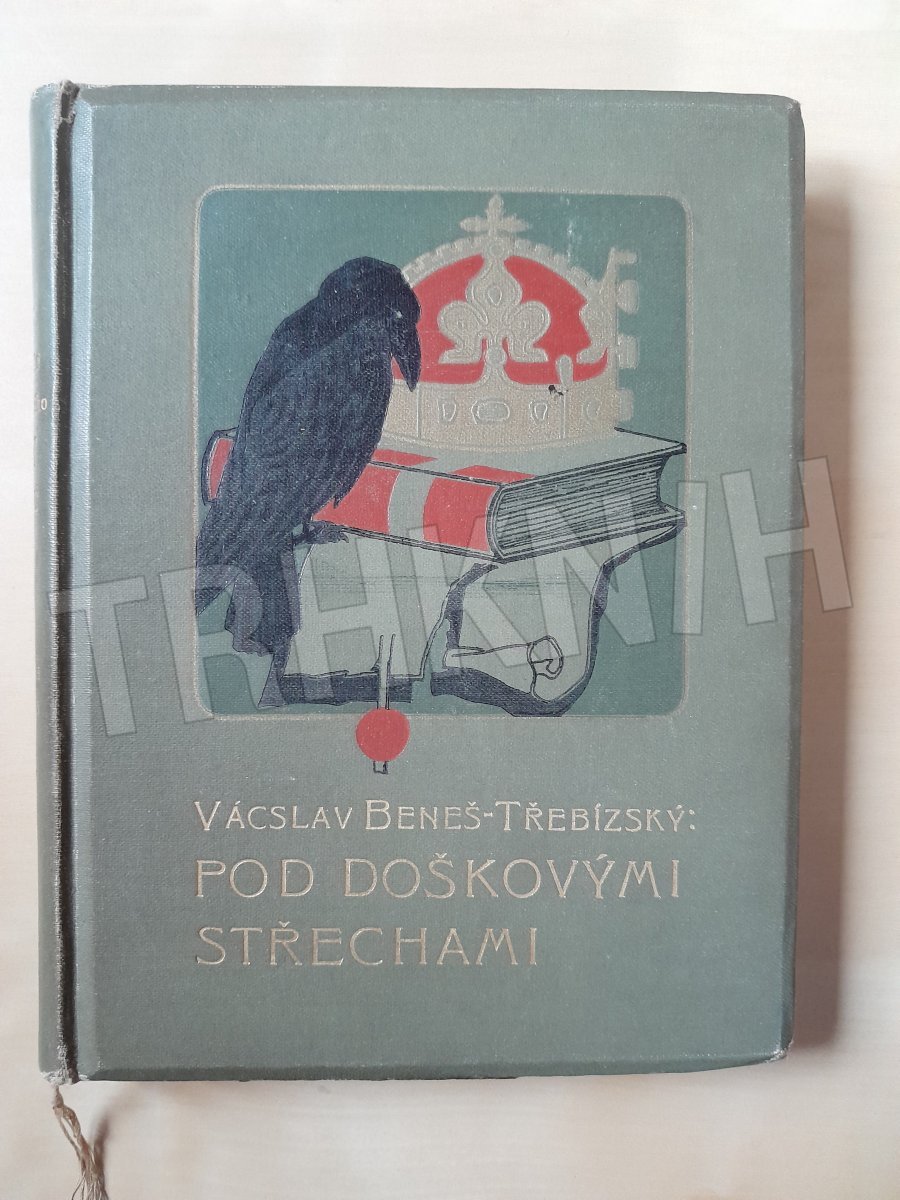 VÁCSLAV BENEŠ-TŘEBÍZSKÝ:
POD DOŠKOVÝMI
STŘECHAMI
TRHKNIH